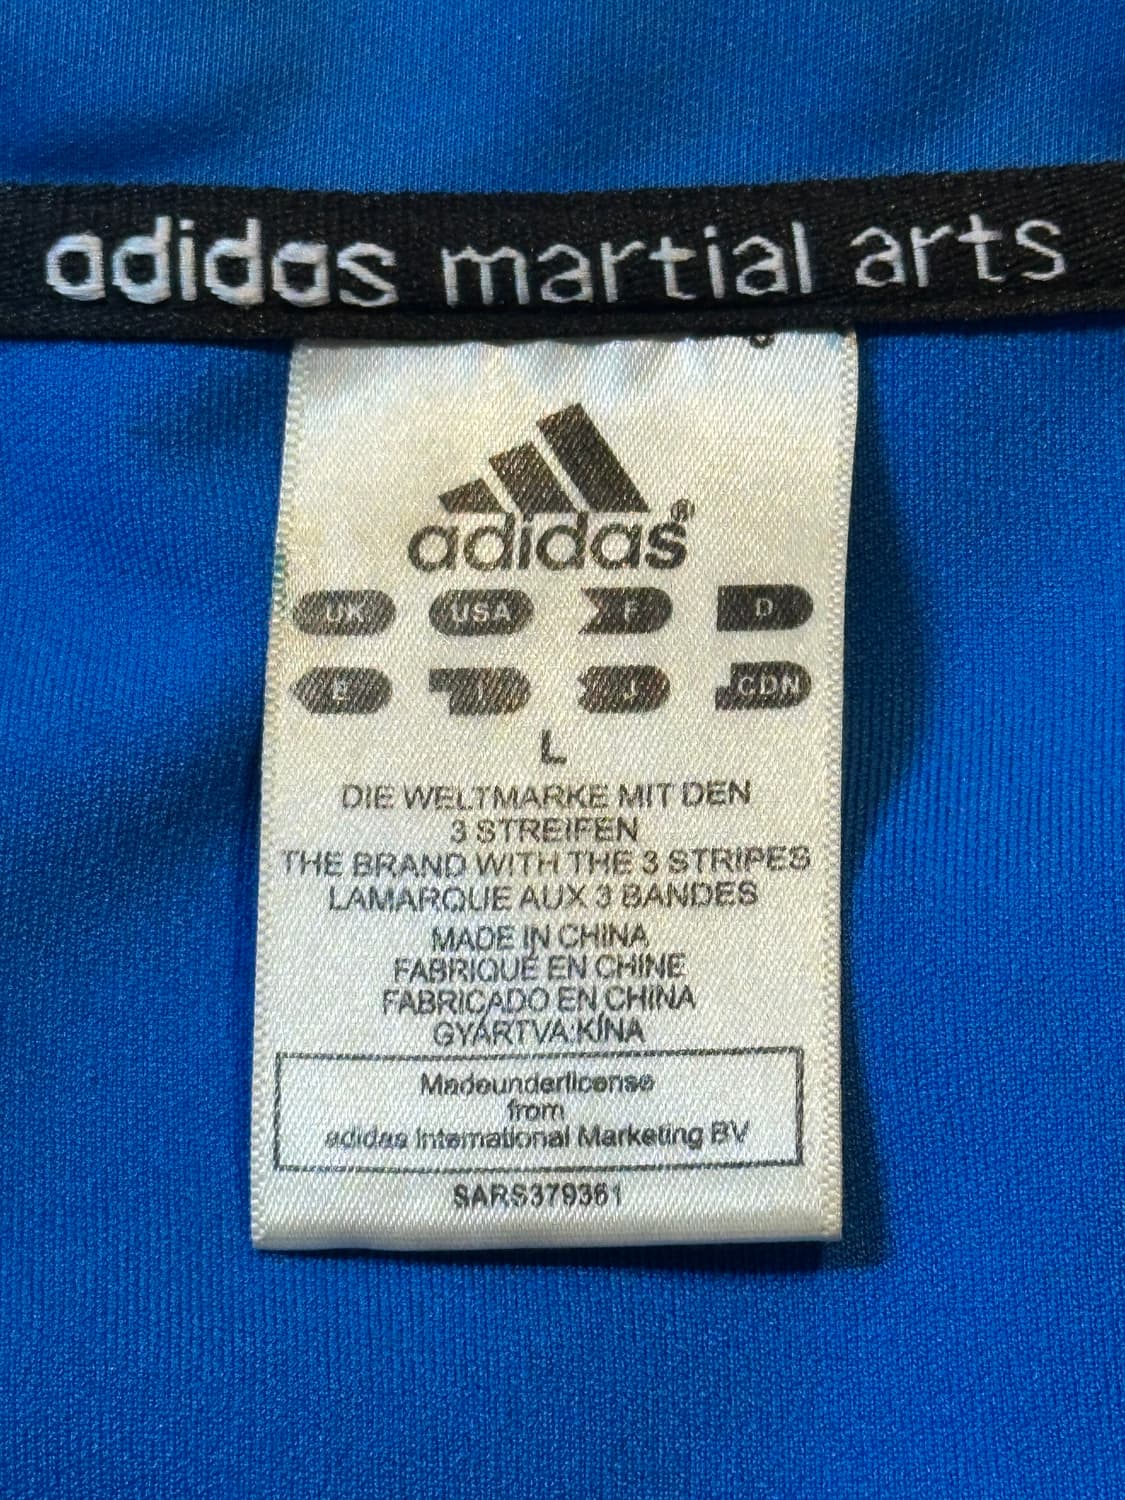 adidas martial arts
adidas®
UK USA F D
E I J CDN
L
DIE WELTMARKE MIT DEN
3 STREIFEN
THE BRAND WITH THE 3 STRIPES
LAMARQUE AUX 3 BANDES
MADE IN CHINA
FABRIQUÉ EN CHINE
FABRICADO EN CHINA
GYÁRTVA:KÍNA
Madeunderlicense
from
adidas International Marketing BV
SARS379361